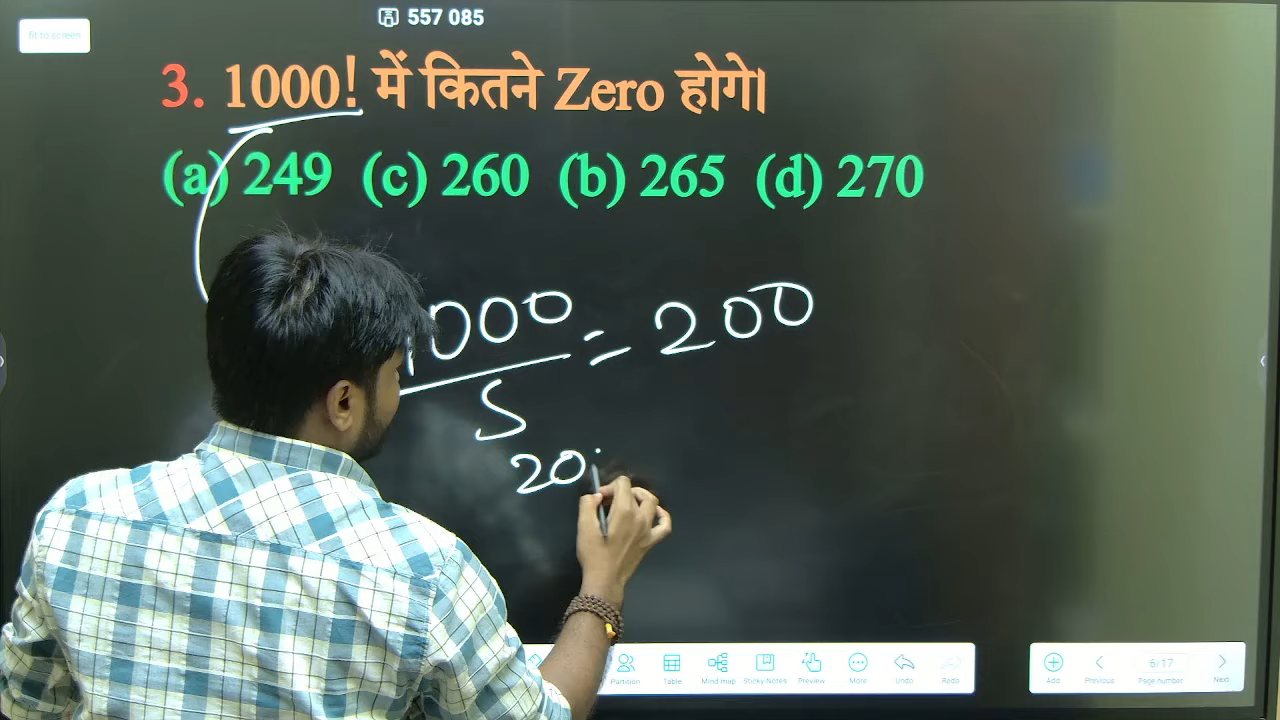 fit to screen
557 085
3. 1000! में कितने Zero होगे।
(a) 249 (c) 260 (b) 265 (d) 270
1000
= 200
5
20
Partition Table Mind map Sticky Notes Preview More Undo Redo
Add Previous 6/17 Page number Next